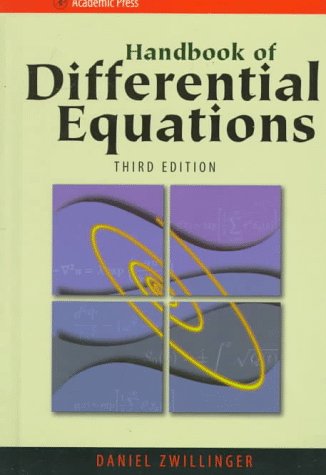 Academic Press
Handbook of
Differential
Equations
THIRD EDITION
DANIEL ZWILLINGER